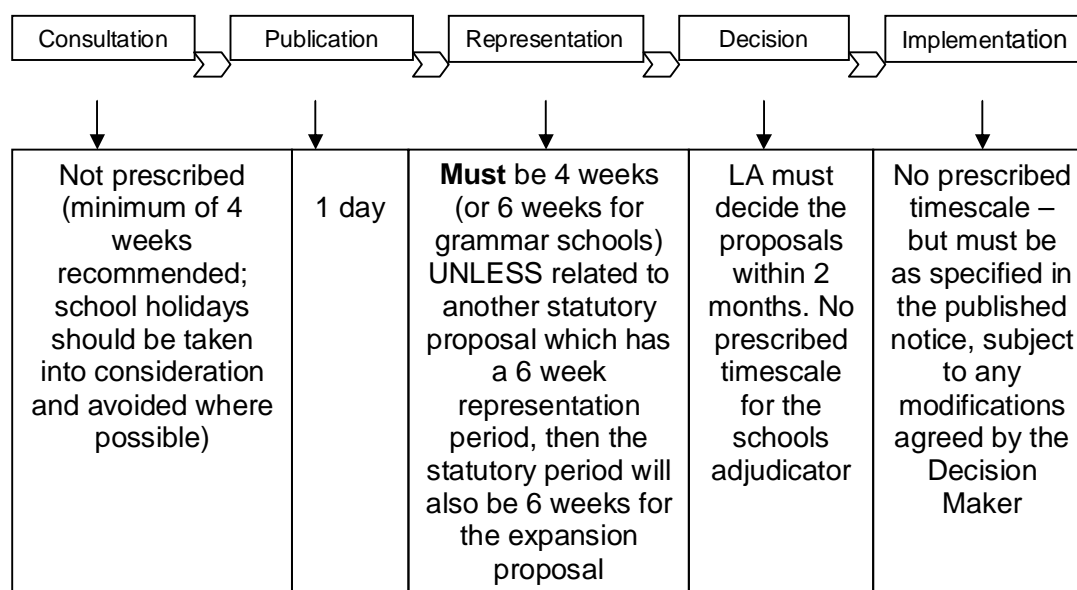 Consultation
Publication
Representation
Decision
Implementation
Not prescribed
(minimum of 4
weeks
recommended;
school holidays
should be taken
into consideration
and avoided where
possible)
1 day
Must be 4 weeks
(or 6 weeks for
grammar schools)
UNLESS related to
another statutory
proposal which has
a 6 week
representation
period, then the
statutory period will
also be 6 weeks for
the expansion
proposal
LA must
decide the
proposals
within 2
months. No
prescribed
timescale
for the
schools
adjudicator
No prescribed
timescale –
but must be
as specified in
the published
notice, subject
to any
modifications
agreed by the
Decision
Maker